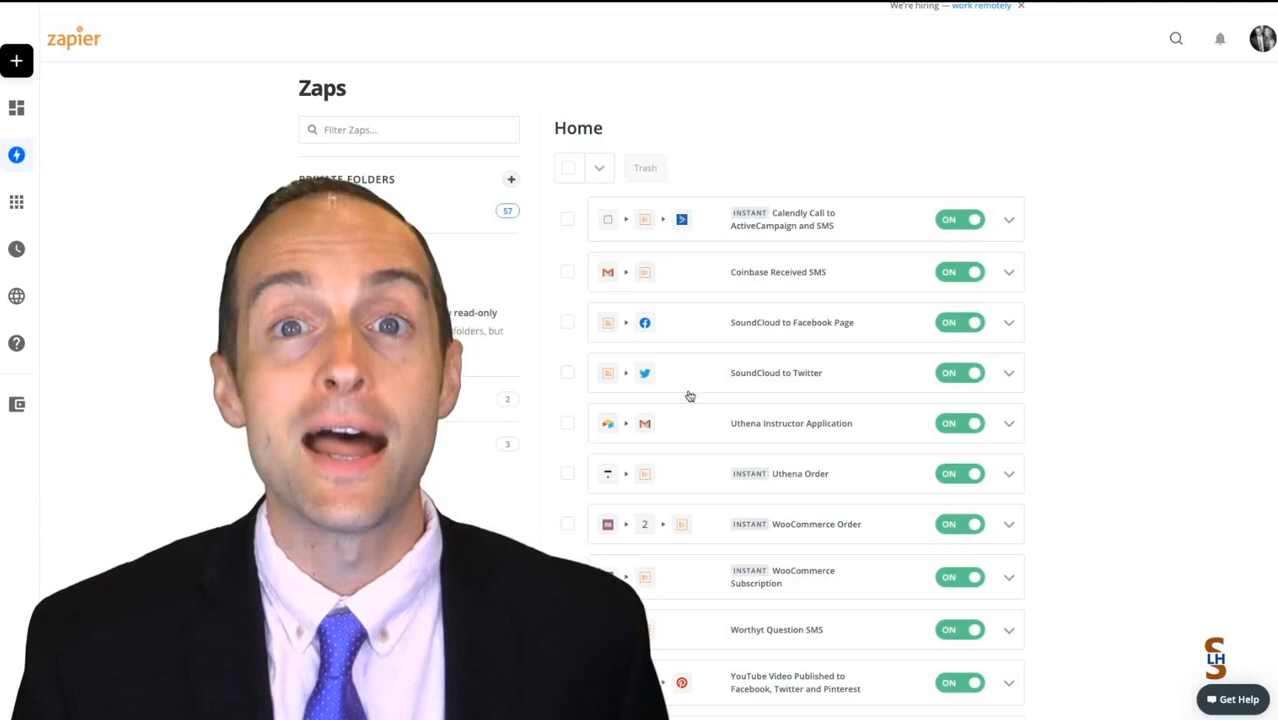 We're hiring — work remotely ×
zapier
Zaps
Filter Zaps...
Home
Trash
PRIVATE FOLDERS
57
INSTANT Calendly Call to
ActiveCampaign and SMS
ON
Coinbase Received SMS
ON
read-only
SoundCloud to Facebook Page
ON
folders, but
SoundCloud to Twitter
ON
2
Uthena Instructor Application
ON
3
INSTANT Uthena Order
ON
2
INSTANT WooCommerce Order
ON
INSTANT WooCommerce
Subscription
ON
Worthyt Question SMS
ON
S
LH
S
YouTube Video Published to
Facebook, Twitter and Pinterest
ON
Get Help